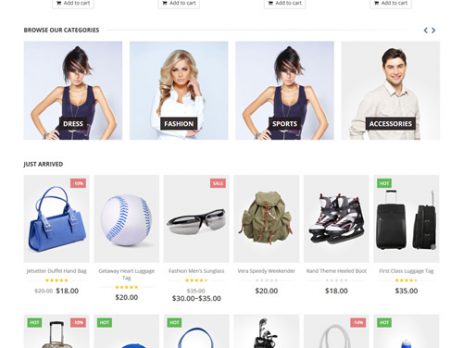 Add to cart Add to cart Add to cart Add to cart
BROWSE OUR CATEGORIES
DRESS FASHION SPORTS ACCESSORIES
JUST ARRIVED
10% SALE HOT
Jetsetter Duffel Hand Bag Getaway Heart Luggage Tag Fashion Men's Sunglass Vera Speedy Weekender Rand Theme Heeled Boot First Class Luggage Tag
$20.00 $18.00 $20.00 $35.00 $30.00–$35.00 $20.00 $18.00 $35.00
HOT HOT HOT 14% HOT